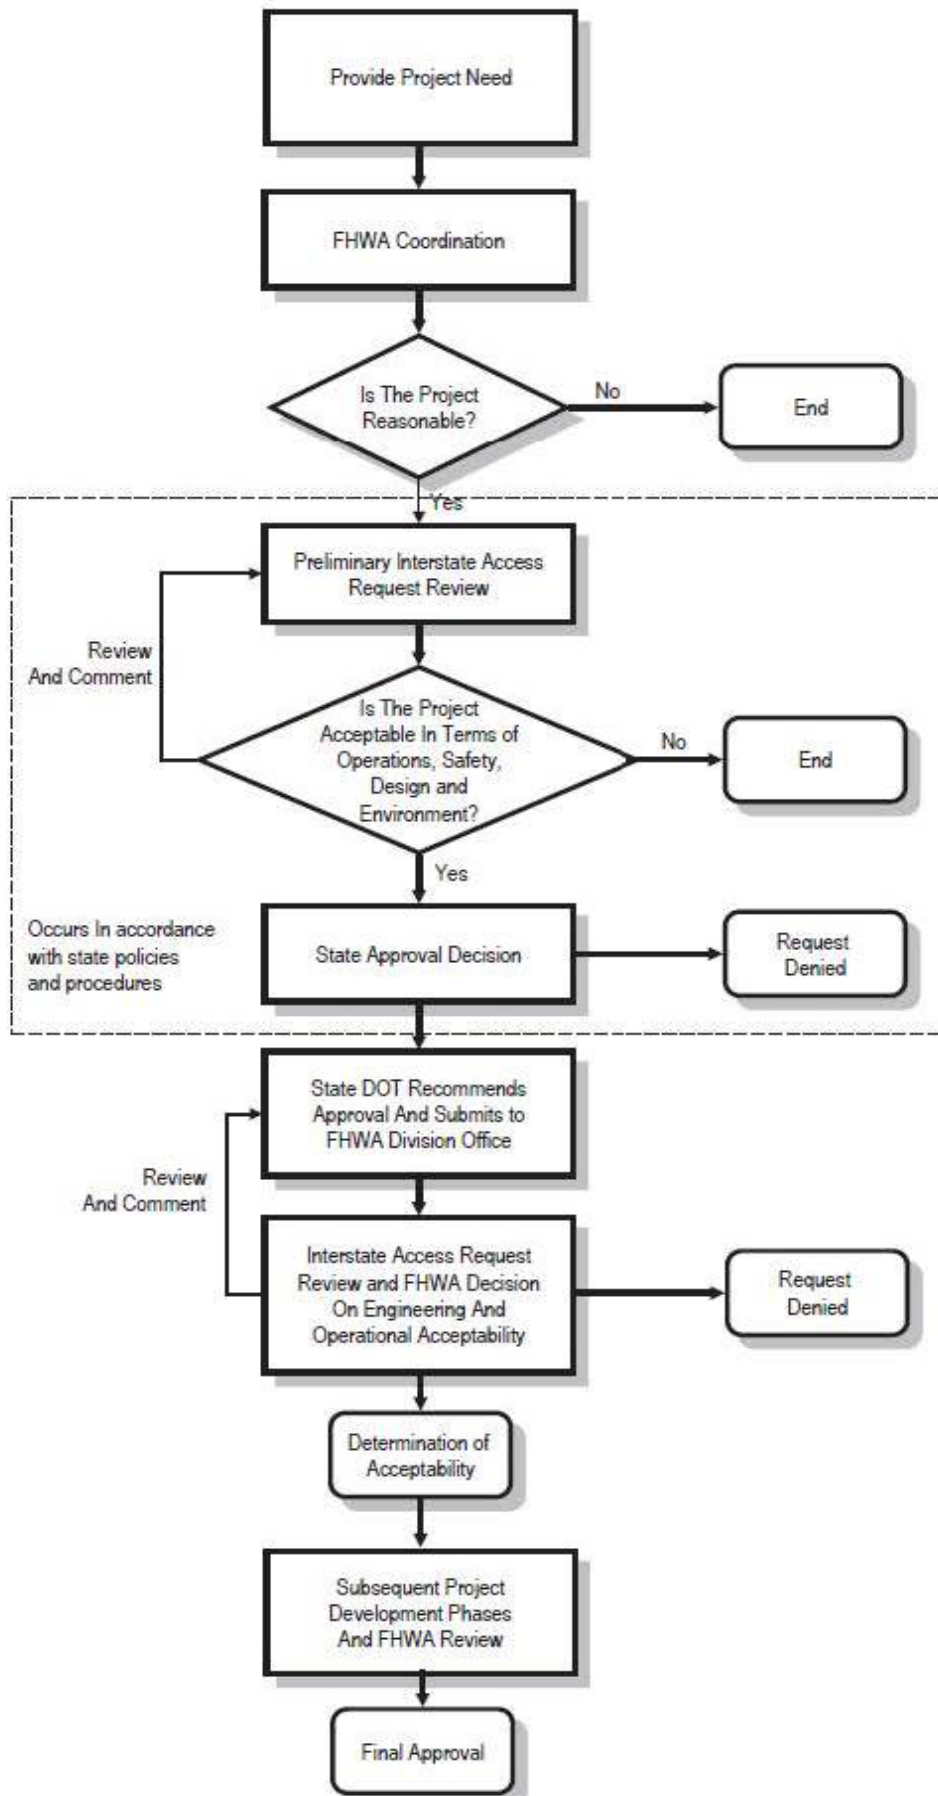 Provide Project Need
FHWA Coordination
Is The Project
Reasonable?
No
End
Yes
Preliminary Interstate Access
Request Review
Review
And Comment
Is The Project
Acceptable In Terms of
Operations, Safety,
Design and
Environment?
No
End
Yes
Occurs In accordance
with state policies
and procedures
State Approval Decision
Request
Denied
State DOT Recommends
Approval And Submits to
FHWA Division Office
Review
And Comment
Interstate Access Request
Review and FHWA Decision
On Engineering And
Operational Acceptability
Request
Denied
Determination of
Acceptability
Subsequent Project
Development Phases
And FHWA Review
Final Approval